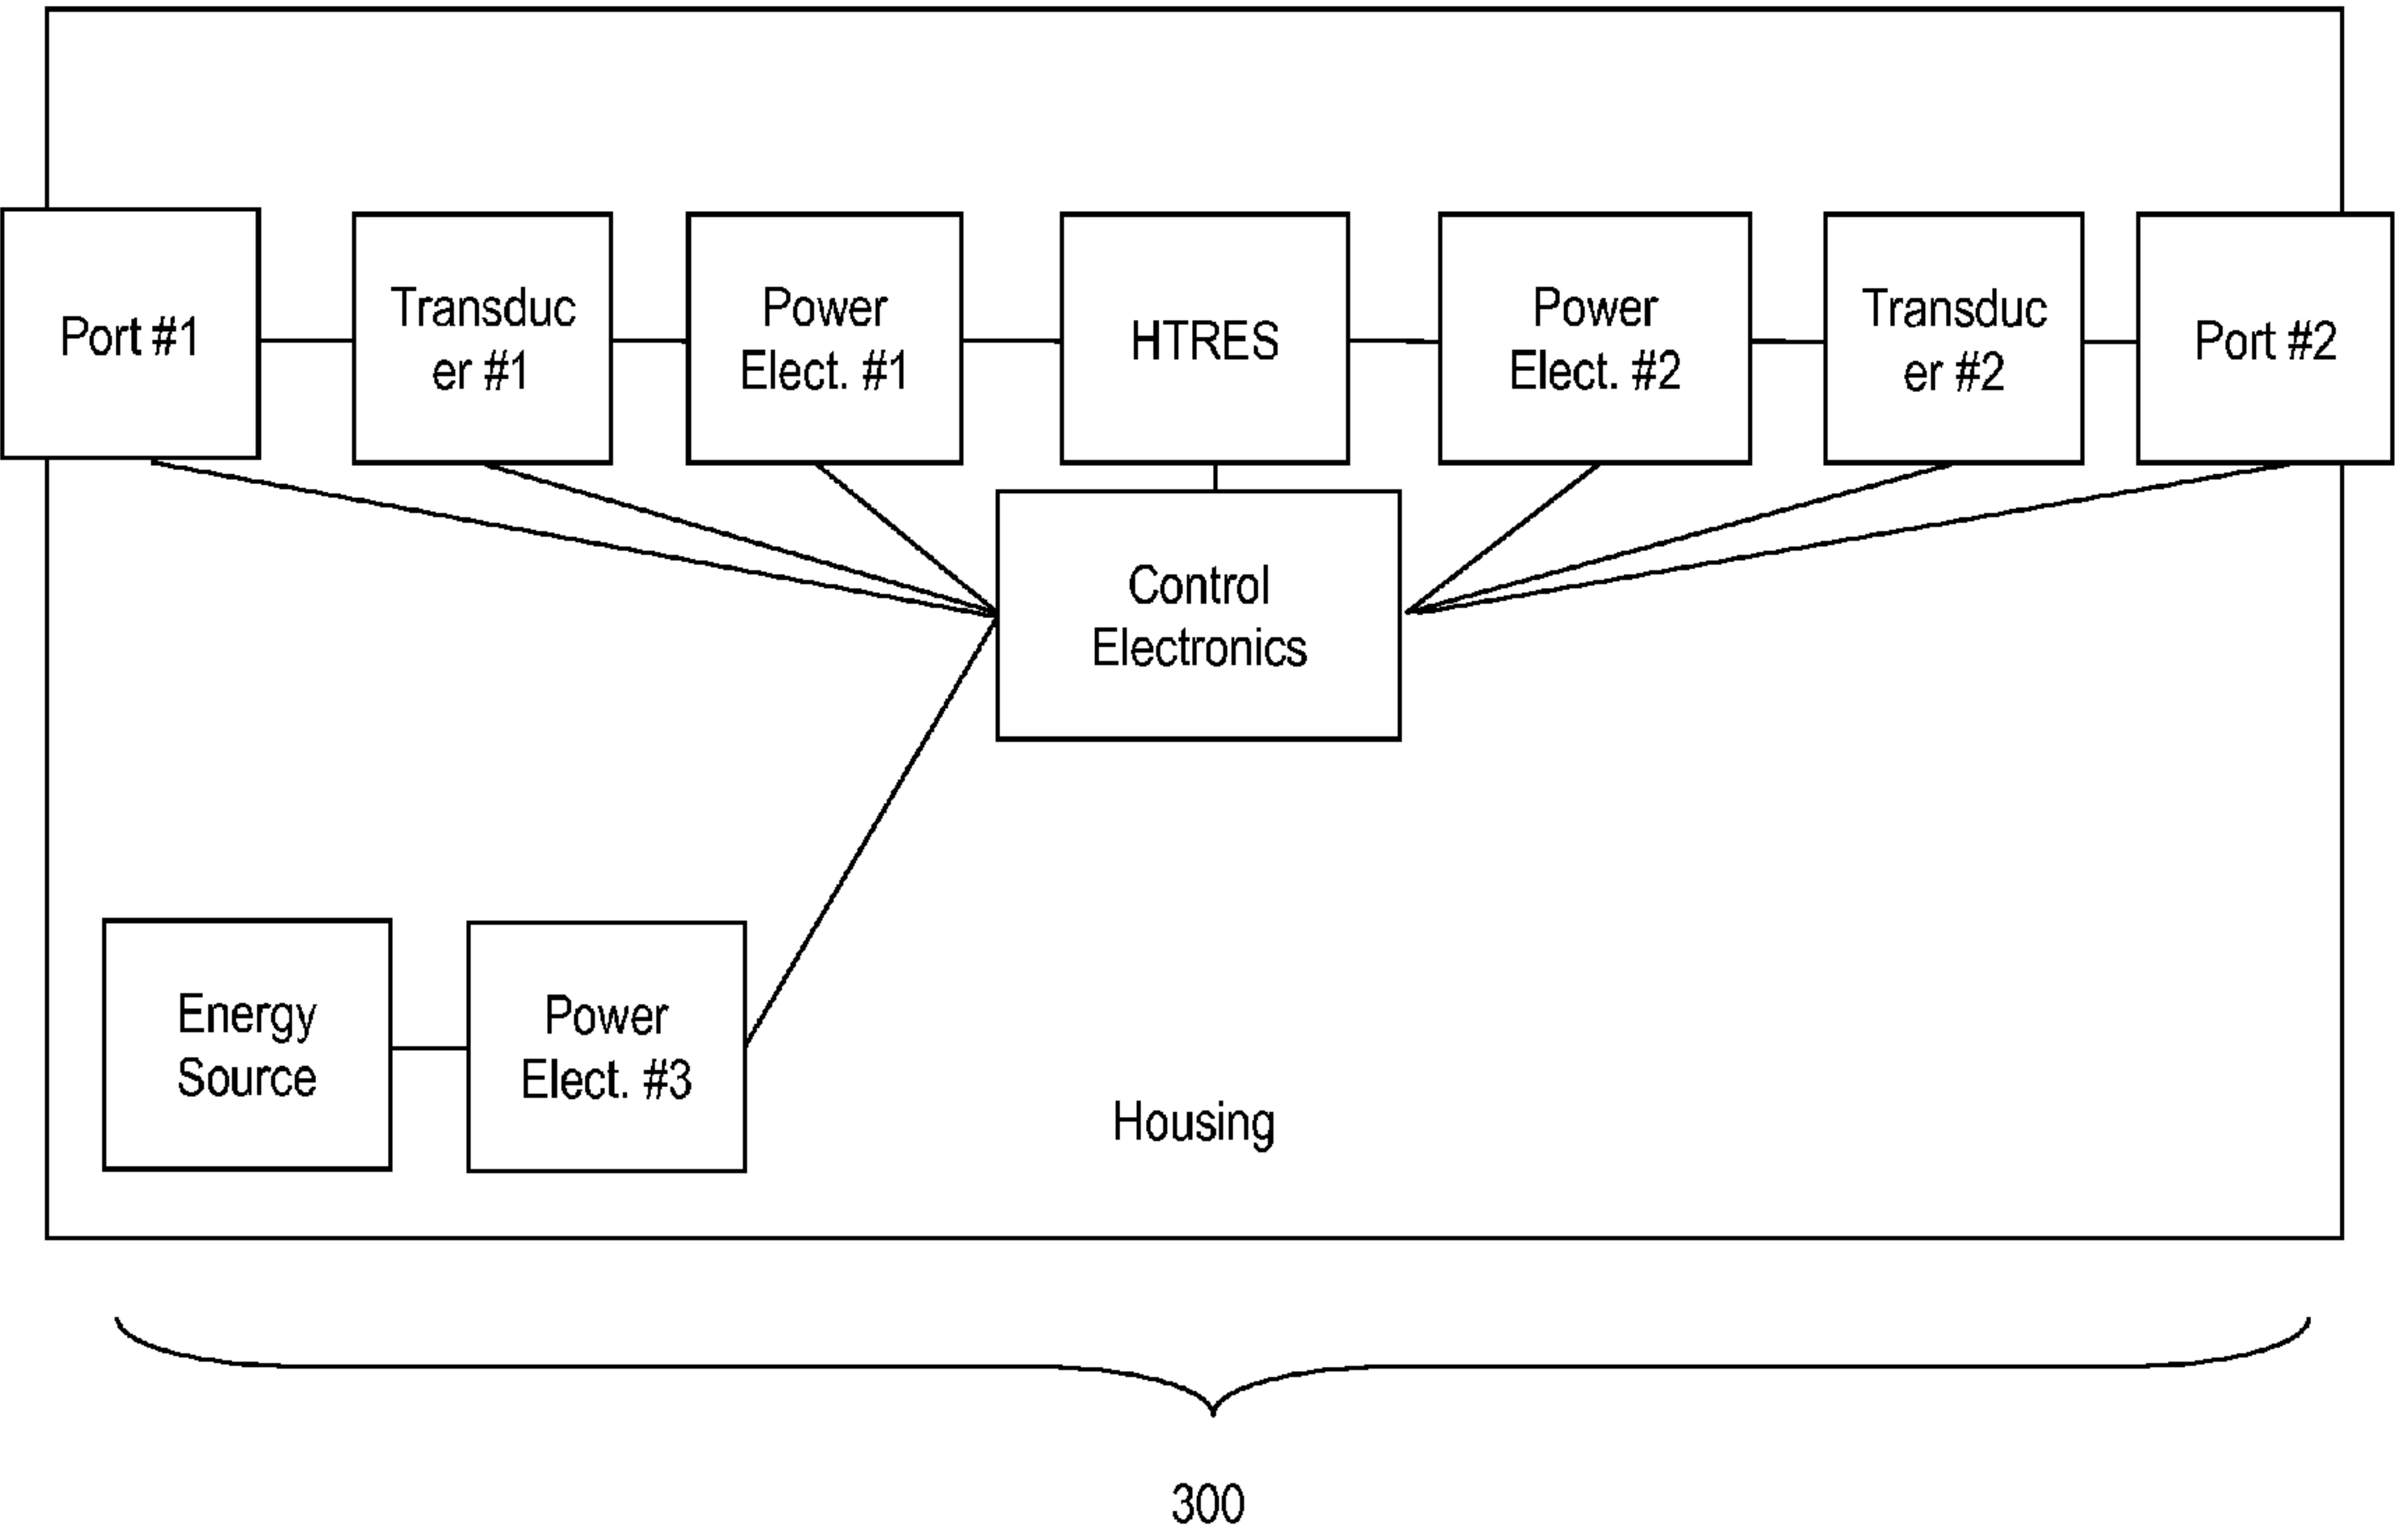 Port #1
Transduc
er #1
Power
Elect. #1
HTRES
Power
Elect. #2
Transduc
er #2
Port #2
Control
Electronics
Energy
Source
Power
Elect. #3
Housing
300